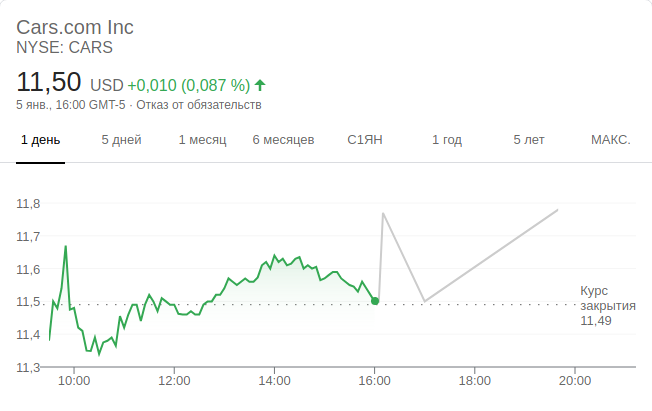 Cars.com Inc
NYSE: CARS
11,50 USD +0,010 (0,087 %)
5 янв., 16:00 GMT-5 · Отказ от обязательств
1 день 5 дней 1 месяц 6 месяцев С1ЯН 1 год 5 лет МАКС.
11,8
11,7
11,6
11,5
11,4
11,3
Курс
закрытия
11,49
10:00 12:00 14:00 16:00 18:00 20:00